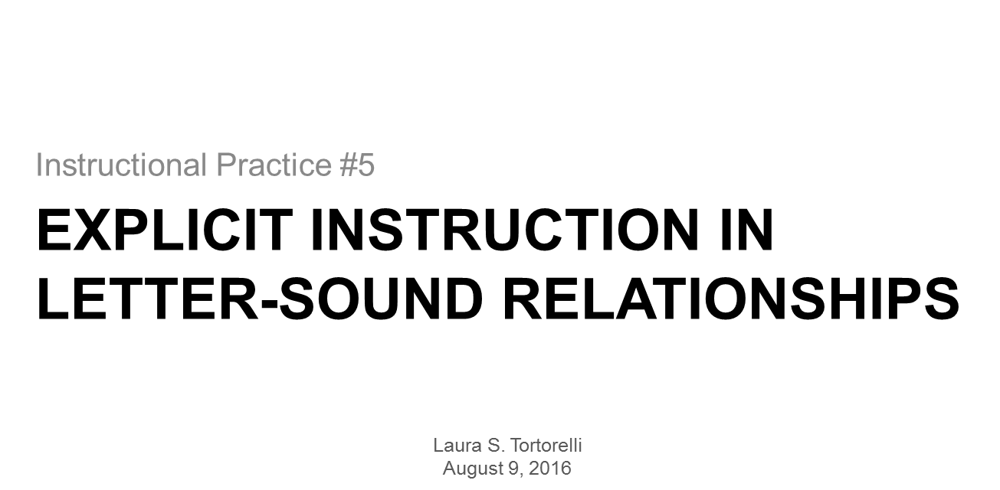 Instructional Practice #5
EXPLICIT INSTRUCTION IN
LETTER-SOUND RELATIONSHIPS
Laura S. Tortorelli
August 9, 2016